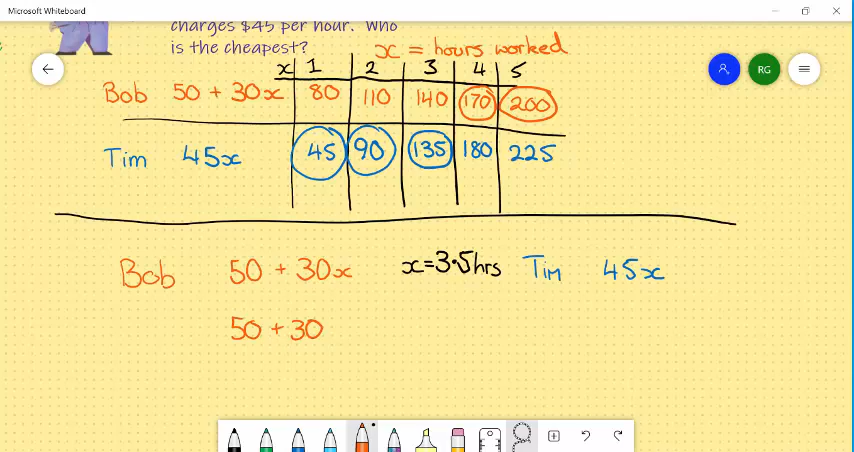 Microsoft Whiteboard
charges $45 per hour. Who
is the cheapest?
x = hours worked
x 1 2 3 4 5
Bob 50 + 30x 80 110 140 170 200
Tim 45x 45 90 135 180 225
Bob 50 + 30x x=3·5hrs Tim 45x
50 + 30
RG